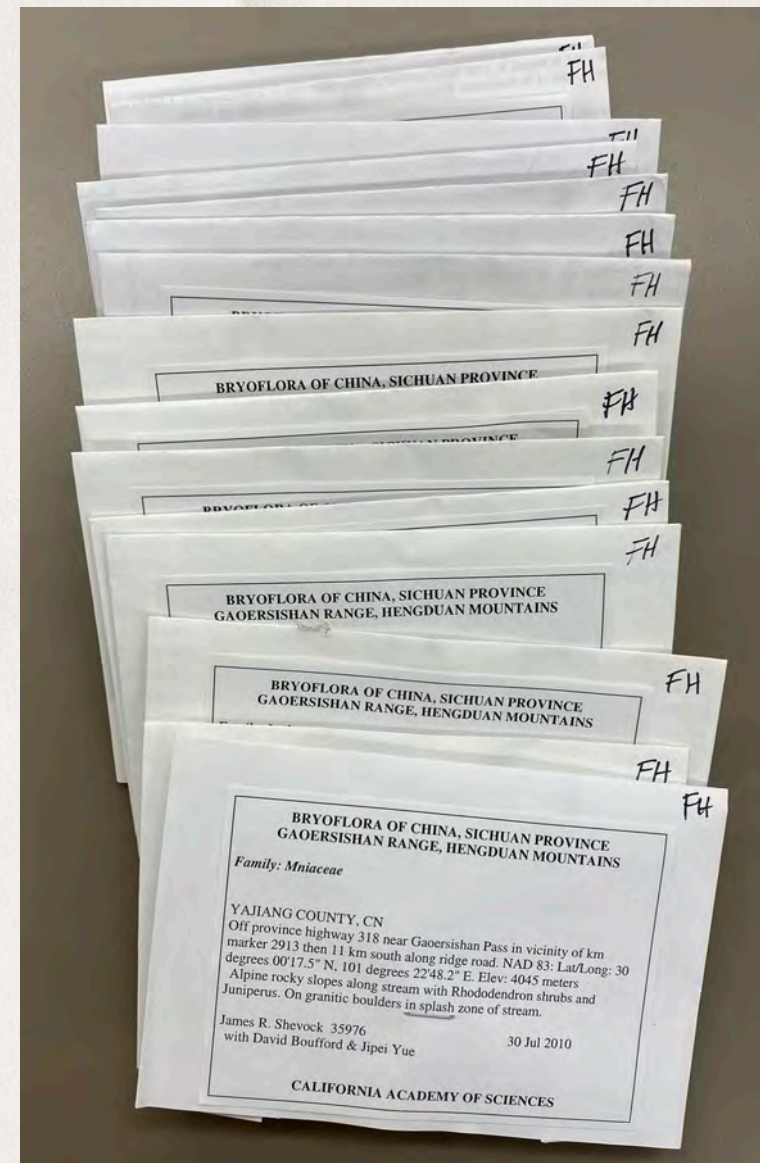 FH
FH
FH
FH
FH
FH
FH
FH
BRYOFLORA OF CHINA, SICHUAN PROVINCE
FH
PROVINCE
FH
FH
FH
BRYOFLORA OF CHINA, SICHUAN PROVINCE
GAOERSISHAN RANGE, HENGDUAN MOUNTAINS
FH
BRYOFLORA OF CHINA, SICHUAN PROVINCE
GAOERSISHAN RANGE, HENGDUAN MOUNTAINS
FH
FH
BRYOFLORA OF CHINA, SICHUAN PROVINCE
GAOERSISHAN RANGE, HENGDUAN MOUNTAINS
Family: Mniaceae
YAJIANG COUNTY, CN
Off province highway 318 near Gaoersishan Pass in vicinity of km
marker 2913 then 11 km south along ridge road. NAD 83: Lat/Long: 30
degrees 00'17.5" N, 101 degrees 22'48.2" E. Elev: 4045 meters
Alpine rocky slopes along stream with Rhododendron shrubs and
Juniperus. On granitic boulders in splash zone of stream.
James R. Shevock 35976 30 Jul 2010
with David Boufford & Jipei Yue
CALIFORNIA ACADEMY OF SCIENCES